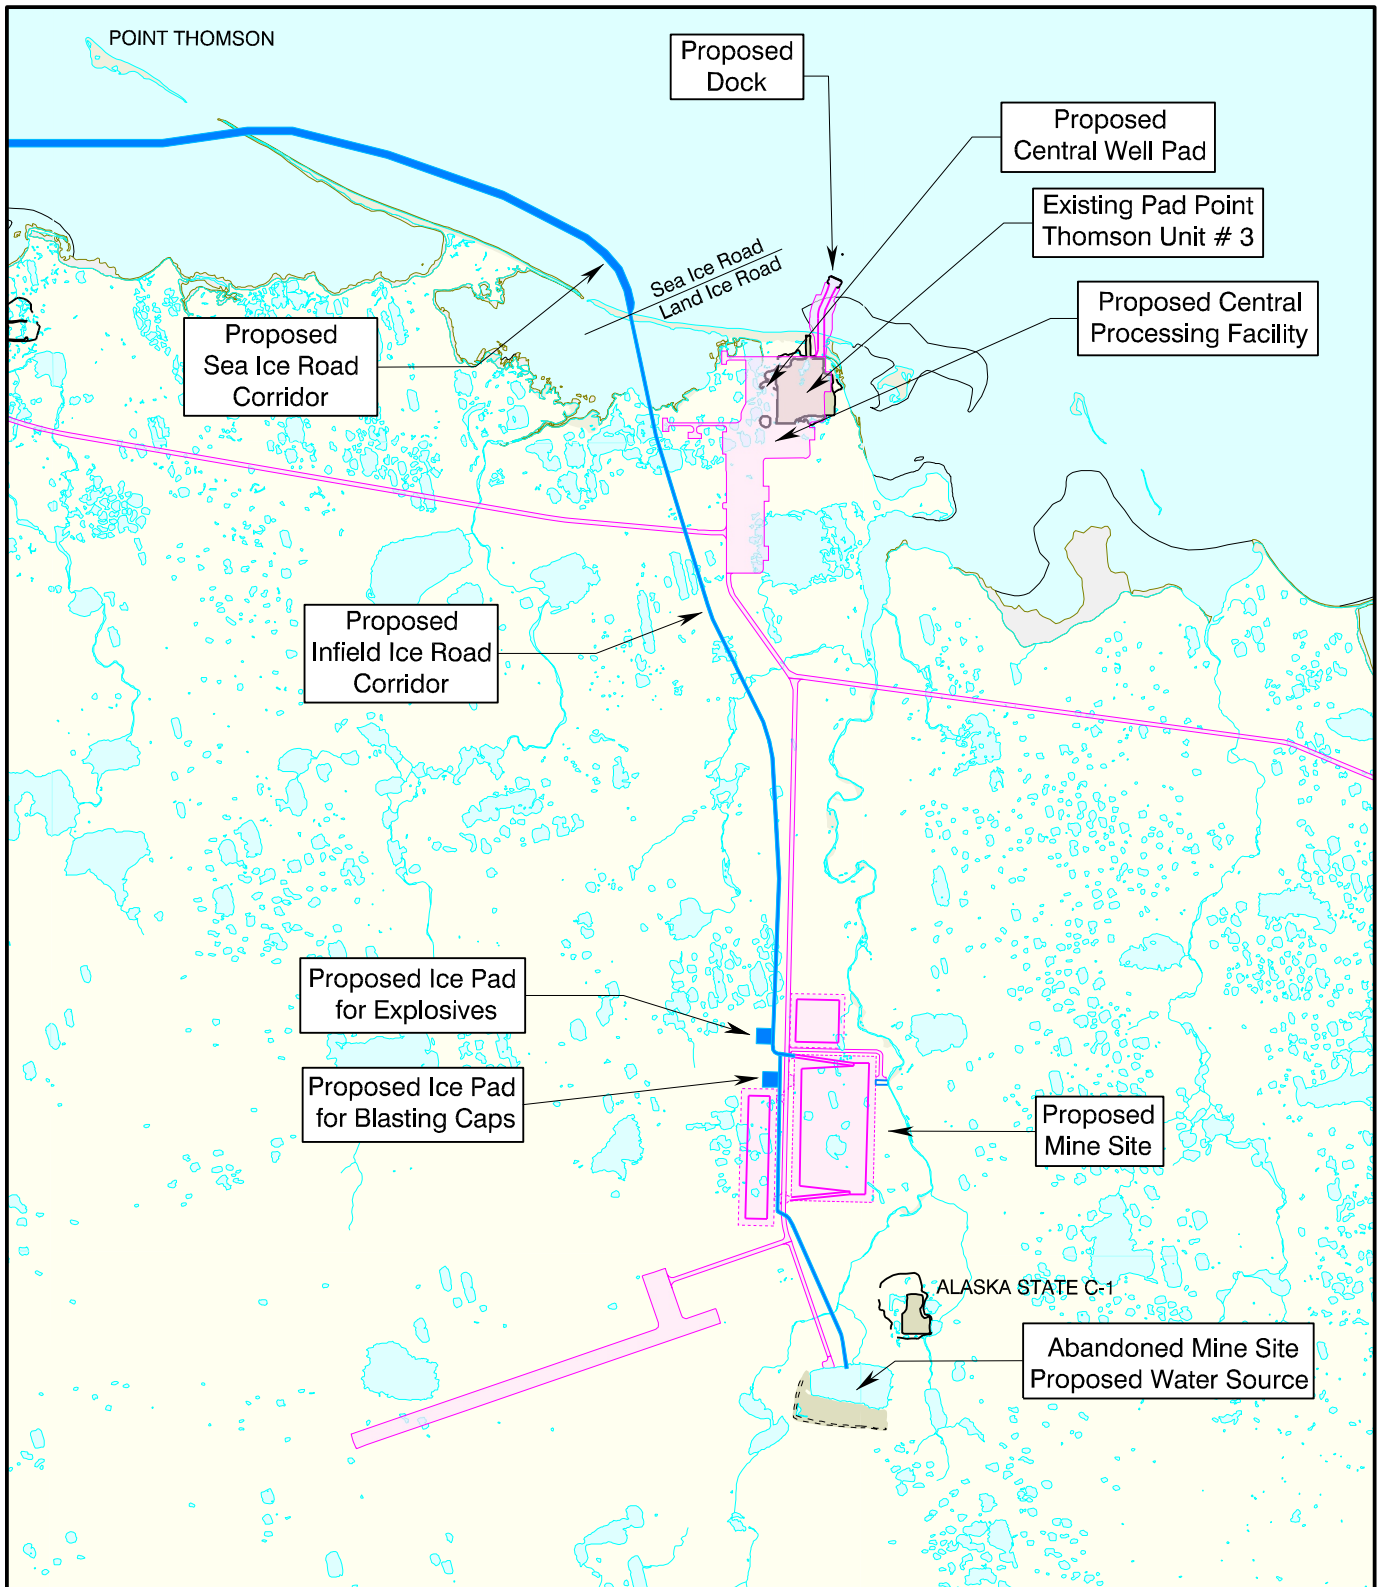 POINT THOMSON
Proposed
Dock
Proposed
Central Well Pad
Existing Pad Point
Thomson Unit # 3
Sea Ice Road
Land Ice Road
Proposed Central
Processing Facility
Proposed
Sea Ice Road
Corridor
Proposed
Infield Ice Road
Corridor
Proposed Ice Pad
for Explosives
Proposed Ice Pad
for Blasting Caps
Proposed
Mine Site
ALASKA STATE C-1
Abandoned Mine Site
Proposed Water Source